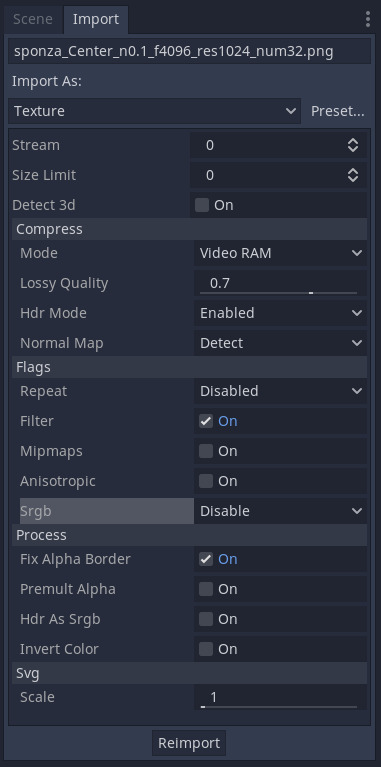 Scene Import
sponza_Center_n0.1_f4096_res1024_num32.png
Import As:
Texture Preset...
Stream 0
Size Limit 0
Detect 3d On
Compress
Mode Video RAM
Lossy Quality 0.7
Hdr Mode Enabled
Normal Map Detect
Flags
Repeat Disabled
Filter On
Mipmaps On
Anisotropic On
Srgb Disable
Process
Fix Alpha Border On
Premult Alpha On
Hdr As Srgb On
Invert Color On
Svg
Scale 1
Reimport